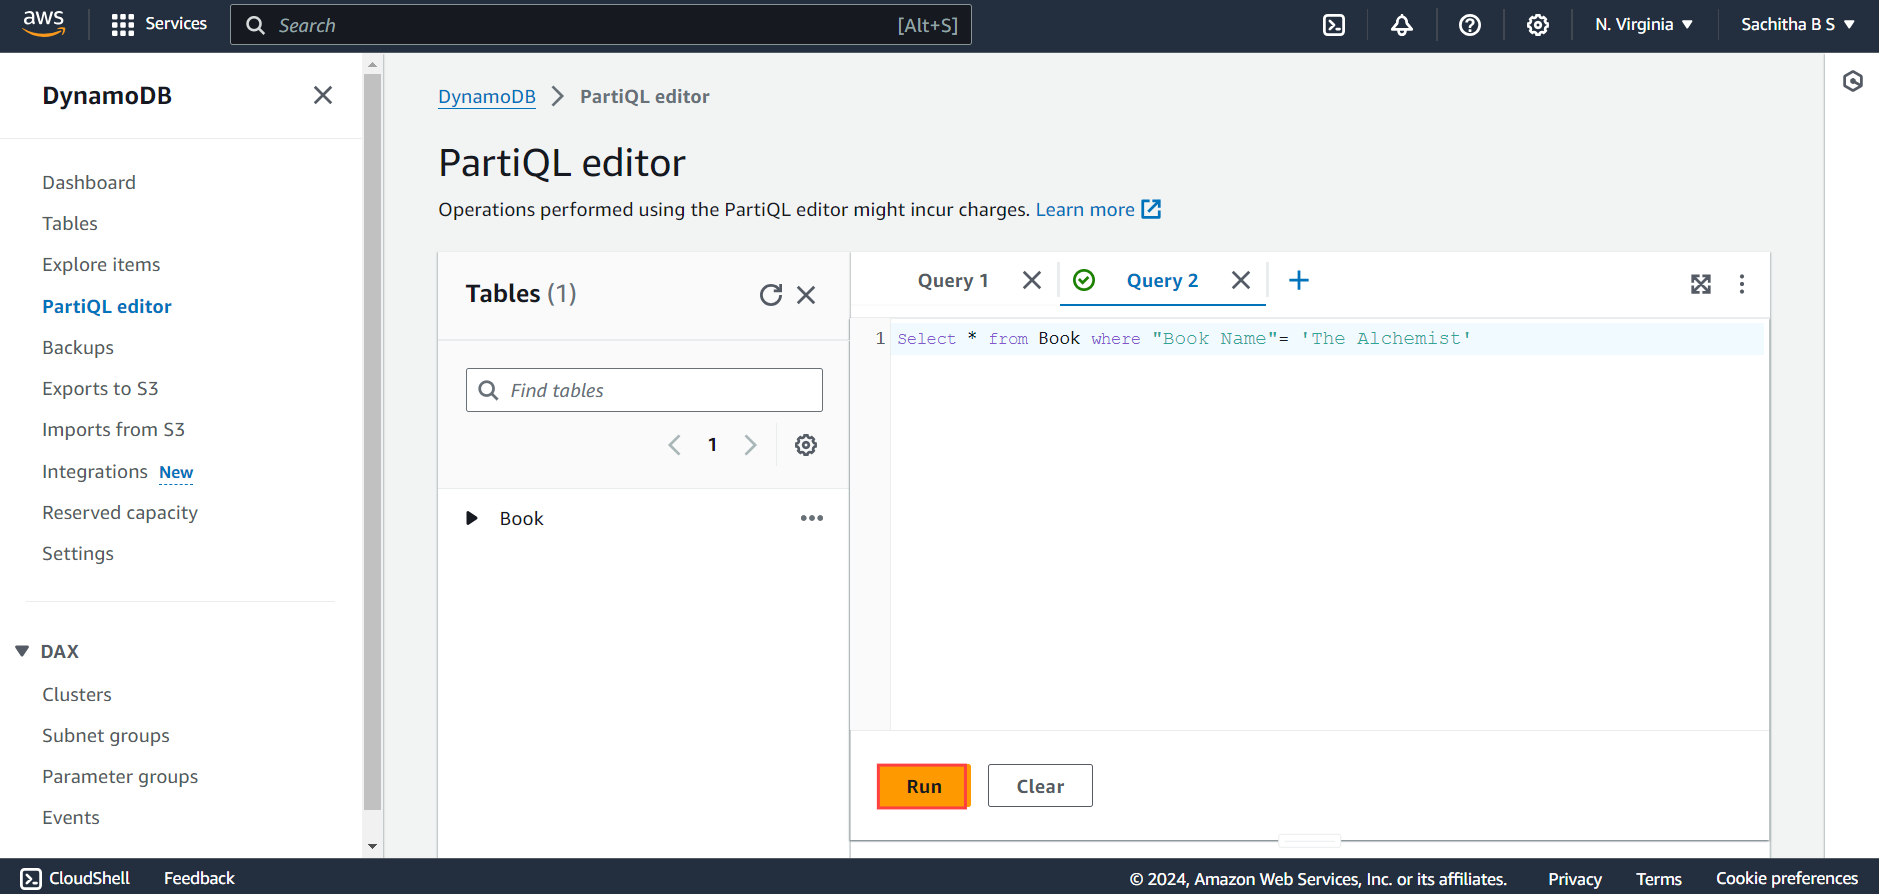 aws
Services
Search
[Alt+S]
N. Virginia
Sachitha B S
DynamoDB
Dashboard
Tables
Explore items
PartiQL editor
Backups
Exports to S3
Imports from S3
Integrations New
Reserved capacity
Settings
DAX
Clusters
Subnet groups
Parameter groups
Events
DynamoDB
PartiQL editor
PartiQL editor
Operations performed using the PartiQL editor might incur charges. Learn more
Tables (1)
Find tables
1
Book
Query 1
Query 2
1
Select * from Book where "Book Name"= 'The Alchemist'
Run
Clear
CloudShell
Feedback
© 2024, Amazon Web Services, Inc. or its affiliates.
Privacy
Terms
Cookie preferences